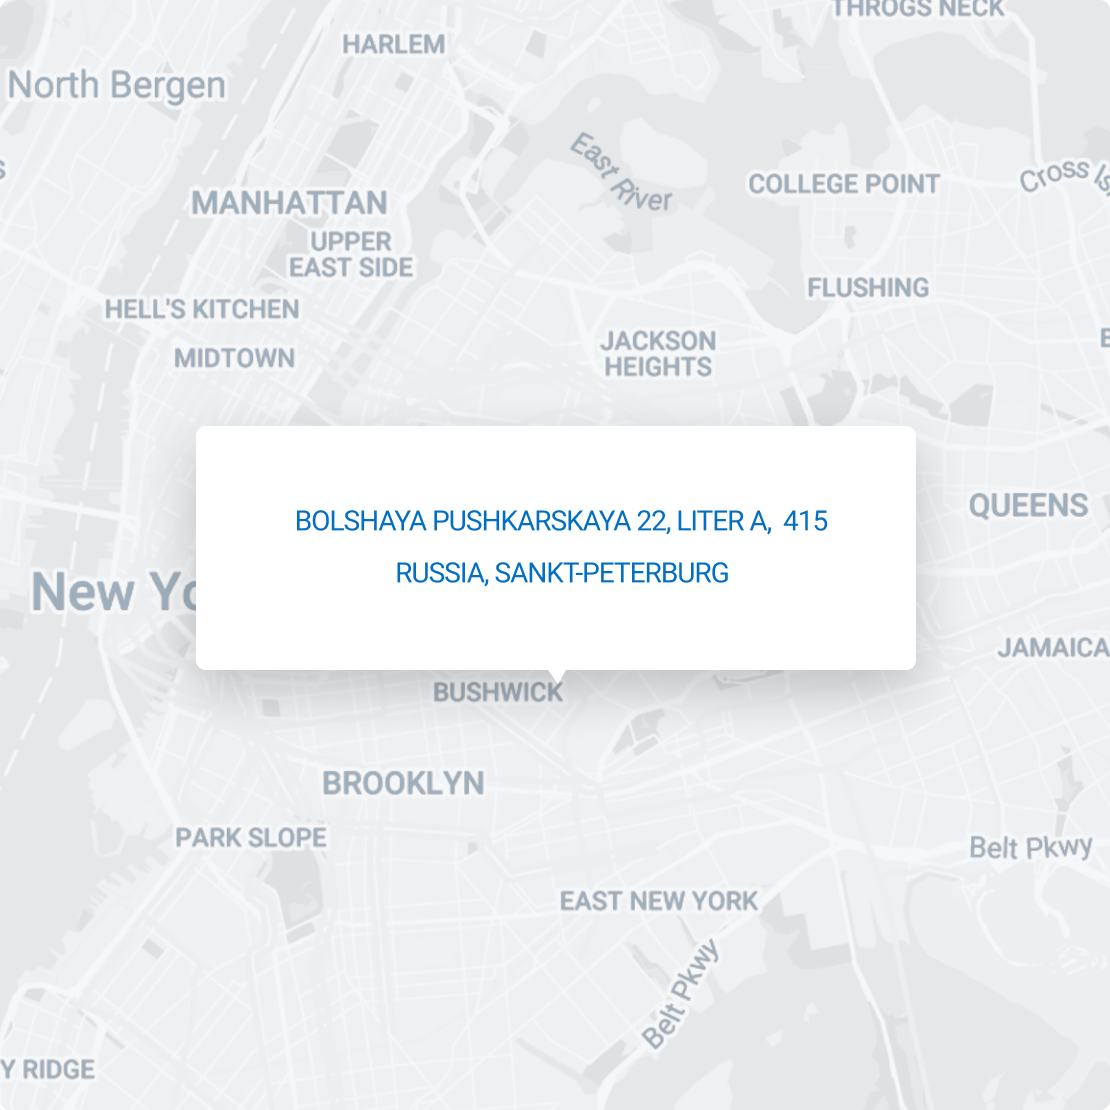 THROGS NECK
HARLEM
North Bergen
East River
COLLEGE POINT
Cross
MANHATTAN
UPPER
EAST SIDE
FLUSHING
HELL'S KITCHEN
JACKSON
HEIGHTS
MIDTOWN
QUEENS
BOLSHAYA PUSHKARSKAYA 22, LITER A, 415
RUSSIA, SANKT-PETERBURG
New
JAMAICA
BUSHWICK
BROOKLYN
PARK SLOPE
Belt Pkwy
EAST NEW YORK
Belt Pkwy
Y RIDGE